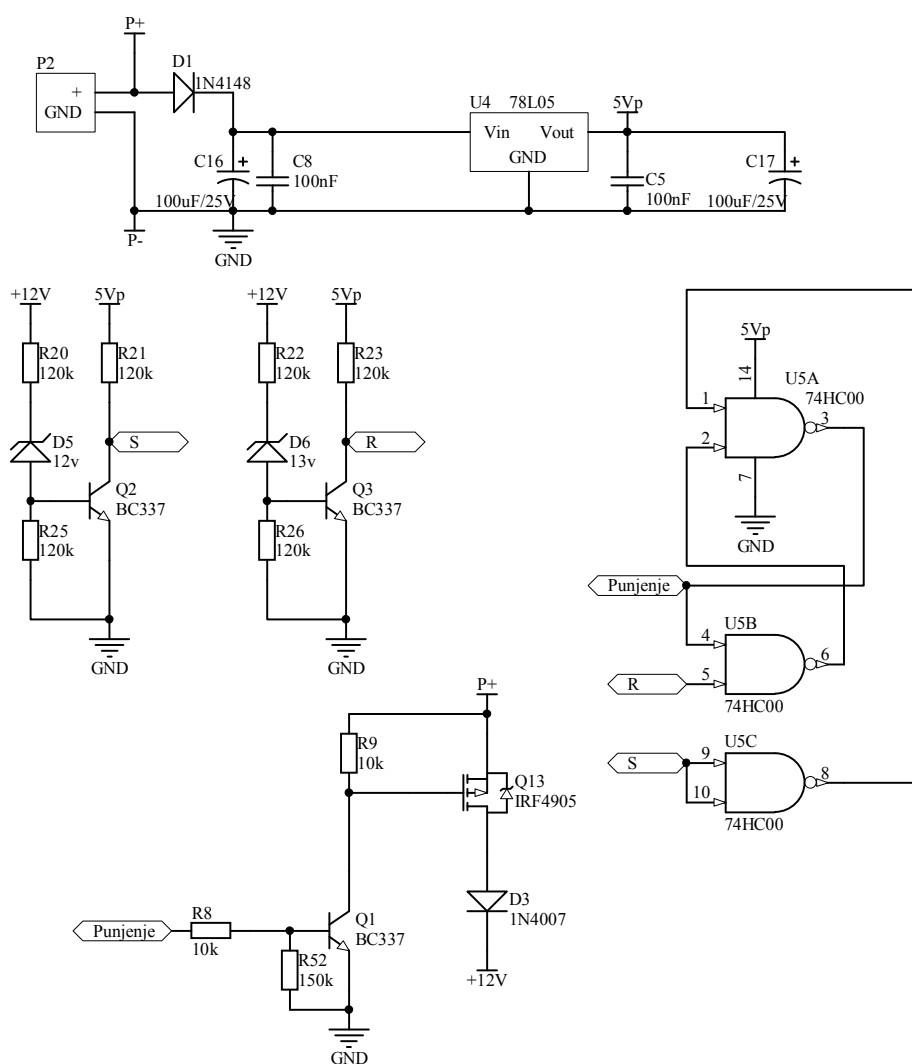 P+
P2
+
GND
D1
1N4148
U4 78L05
Vin Vout
GND
5Vp
C16 +
100uF/25V
C8
100nF
C5
100nF
C17 +
100uF/25V
P-
GND
+12V 5Vp
R20
120k
R21
120k
D5
12v
S
Q2
BC337
R25
120k
GND
+12V 5Vp
R22
120k
R23
120k
D6
13v
R
Q3
BC337
R26
120k
GND
5Vp
14
U5A
74HC00
1
2
3
7
GND
Punjenje
U5B
4
5
6
R
74HC00
U5C
S
9
10
8
74HC00
P+
R9
10k
Q13
IRF4905
D3
1N4007
+12V
Punjenje
R8
10k
Q1
BC337
R52
150k
GND